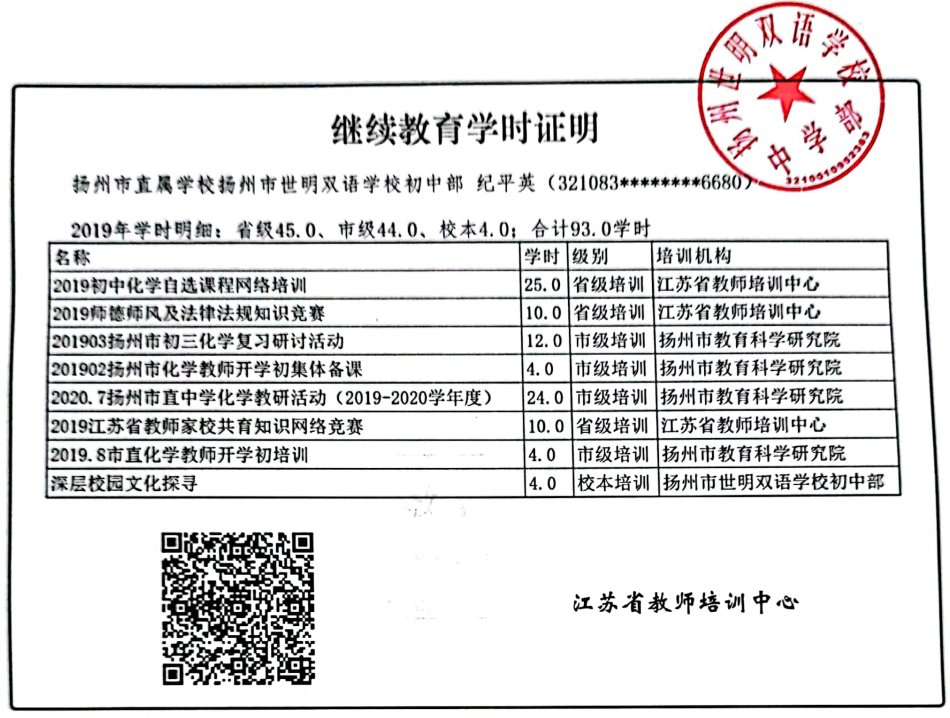 扬州世明双语学校
中学部
3210010952383
继续教育学时证明
扬州市直属学校扬州市世明双语学校初中部 纪平英（321083********6680）
2019年学时明细：省级45.0、市级44.0、校本4.0；合计93.0学时
名称 学时 级别 培训机构
2019初中化学自选课程网络培训 25.0 省级培训 江苏省教师培训中心
2019师德师风及法律法规知识竞赛 10.0 省级培训 江苏省教师培训中心
201903扬州市初三化学复习研讨活动 12.0 市级培训 扬州市教育科学研究院
201902扬州市化学教师开学初集体备课 4.0 市级培训 扬州市教育科学研究院
2020.7扬州市直中学化学教研活动（2019-2020学年度） 24.0 市级培训 扬州市教育科学研究院
2019江苏省教师家校共育知识网络竞赛 10.0 省级培训 江苏省教师培训中心
2019.8市直化学教师开学初培训 4.0 市级培训 扬州市教育科学研究院
深层校园文化探寻 4.0 校本培训 扬州市世明双语学校初中部
江苏省教师培训中心